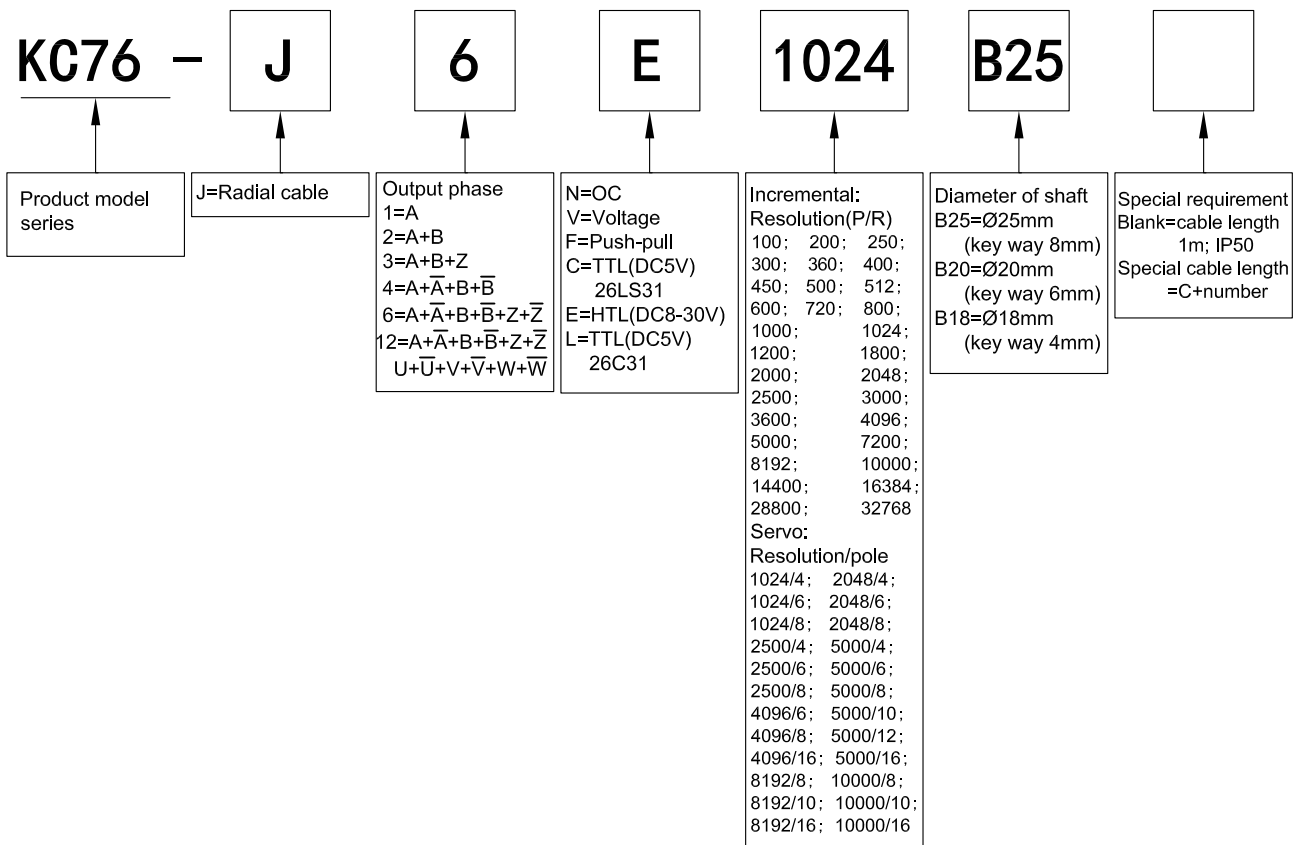 KC76 - J 6 E 1024 B25
Product model
series
J=Radial cable
Output phase
1=A
2=A+B
3=A+B+Z
4=A+A̅+B+B̅
6=A+A̅+B+B̅+Z+Z̅
12=A+A̅+B+B̅+Z+Z̅
U+U̅+V+V̅+W+W̅
N=OC
V=Voltage
F=Push-pull
C=TTL(DC5V)
26LS31
E=HTL(DC8-30V)
L=TTL(DC5V)
26C31
Incremental:
Resolution(P/R)
100; 200; 250;
300; 360; 400;
450; 500; 512;
600; 720; 800;
1000; 1024;
1200; 1800;
2000; 2048;
2500; 3000;
3600; 4096;
5000; 7200;
8192; 10000;
14400; 16384;
28800; 32768
Servo:
Resolution/pole
1024/4; 2048/4;
1024/6; 2048/6;
1024/8; 2048/8;
2500/4; 5000/4;
2500/6; 5000/6;
2500/8; 5000/8;
4096/6; 5000/10;
4096/8; 5000/12;
4096/16; 5000/16;
8192/8; 10000/8;
8192/10; 10000/10;
8192/16; 10000/16
Diameter of shaft
B25=Ø25mm
(key way 8mm)
B20=Ø20mm
(key way 6mm)
B18=Ø18mm
(key way 4mm)
Special requirement
Blank=cable length
1m; IP50
Special cable length
=C+number